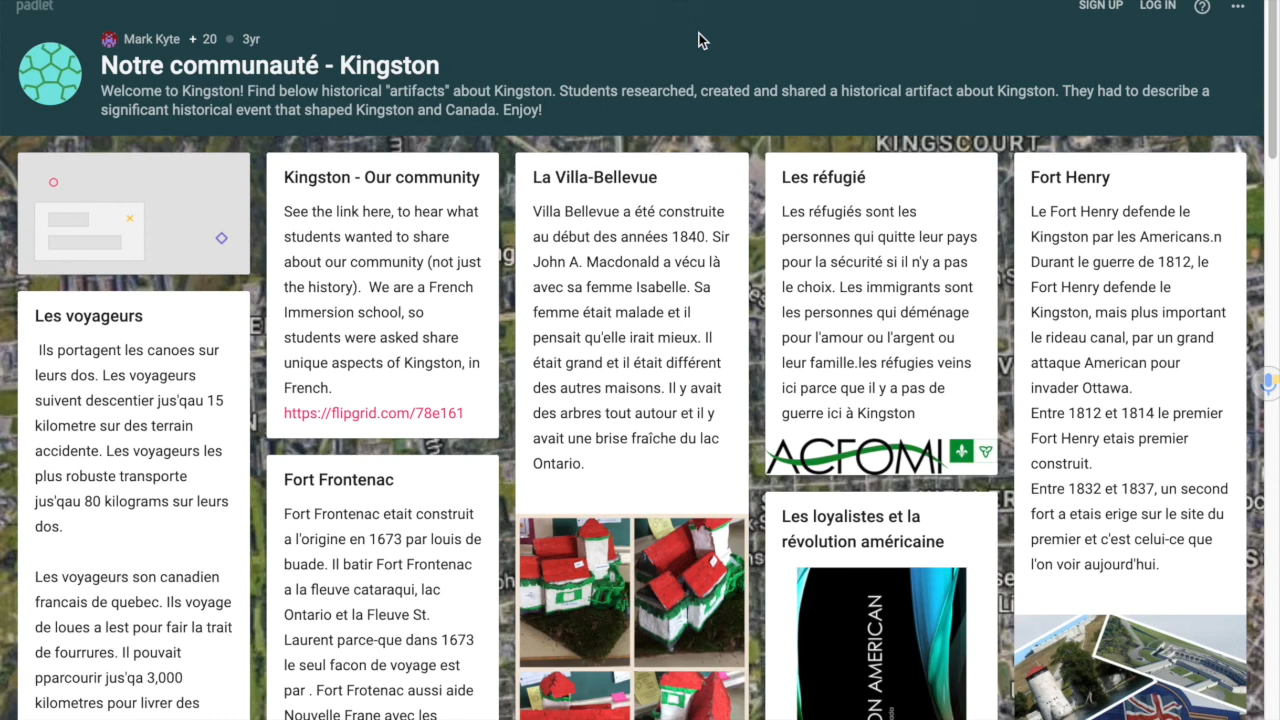 padlet
SIGN UP LOG IN
Mark Kyte + 20 3yr
Notre communauté - Kingston
Welcome to Kingston! Find below historical "artifacts" about Kingston. Students researched, created and shared a historical artifact about Kingston. They had to describe a
significant historical event that shaped Kingston and Canada. Enjoy!
KINGSCOURT
Les voyageurs
Ils portagent les canoes sur
leurs dos. Les voyageurs
suivent descentier jus'qau 15
kilometre sur des terrain
accidente. Les voyageurs les
plus robuste transporte
jus'qau 80 kilograms sur leurs
dos.
Les voyageurs son canadien
francais de quebec. Ils voyage
de loues a lest pour fair la trait
de fourrures. Il pouvait
pparcourir jus'qa 3,000
kilometres pour livrer des
Kingston - Our community
See the link here, to hear what
students wanted to share
about our community (not just
the history). We are a French
Immersion school, so
students were asked share
unique aspects of Kingston, in
French.
https://flipgrid.com/78e161
Fort Frontenac
Fort Frontenac etait construit
a l'origine en 1673 par louis de
buade. Il batir Fort Frontenac
a la fleuve cataraqui, lac
Ontario et la Fleuve St.
Laurent parce-que dans 1673
le seul facon de voyage est
par . Fort Frotenac aussi aide
Nouvelle Frane avec les
La Villa-Bellevue
Villa Bellevue a été construite
au début des années 1840. Sir
John A. Macdonald a vécu là
avec sa femme Isabelle. Sa
femme était malade et il
pensait qu'elle irait mieux. Il
était grand et il était différent
des autres maisons. Il y avait
des arbres tout autour et il y
avait une brise fraîche du lac
Ontario.
Les réfugié
Les réfugiés sont les
personnes qui quitte leur pays
pour la sécurité si il n'y a pas
le choix. Les immigrants sont
les personnes qui déménage
pour l'amour ou l'argent ou
leur famille.les réfugies veins
ici parce que il y a pas de
guerre ici à Kingston
ACFOMI
Les loyalistes et la
révolution américaine
ON AMERICAN
Fort Henry
Le Fort Henry defende le
Kingston par les Americans.n
Durant le guerre de 1812, le
Fort Henry defende le
Kingston, mais plus important
le rideau canal, par un grand
attaque American pour
invader Ottawa.
Entre 1812 et 1814 le premier
Fort Henry etais premier
construit.
Entre 1832 et 1837, un second
fort a etais erige sur le site du
premier et c'est celui-ce que
l'on voir aujourd'hui.